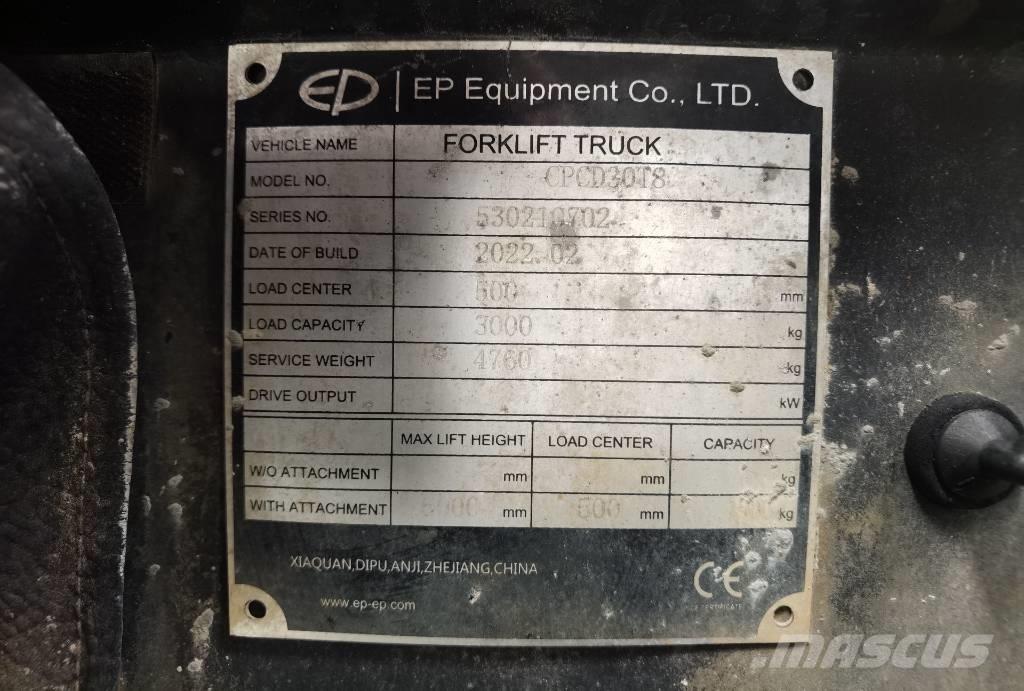 EP | EP Equipment Co., LTD.
VEHICLE NAME FORKLIFT TRUCK
MODEL NO. CPCD30T8
SERIES NO. 530210702
DATE OF BUILD 2022.02
LOAD CENTER 500 mm
LOAD CAPACITY 3000 kg
SERVICE WEIGHT 4760 kg
DRIVE OUTPUT kW
MAX LIFT HEIGHT LOAD CENTER CAPACITY
W/O ATTACHMENT mm mm kg
WITH ATTACHMENT mm 500 mm kg
XIAQUAN,DIPU,ANJI,ZHEJIANG,CHINA
CE
www.ep-ep.com
MASCUS